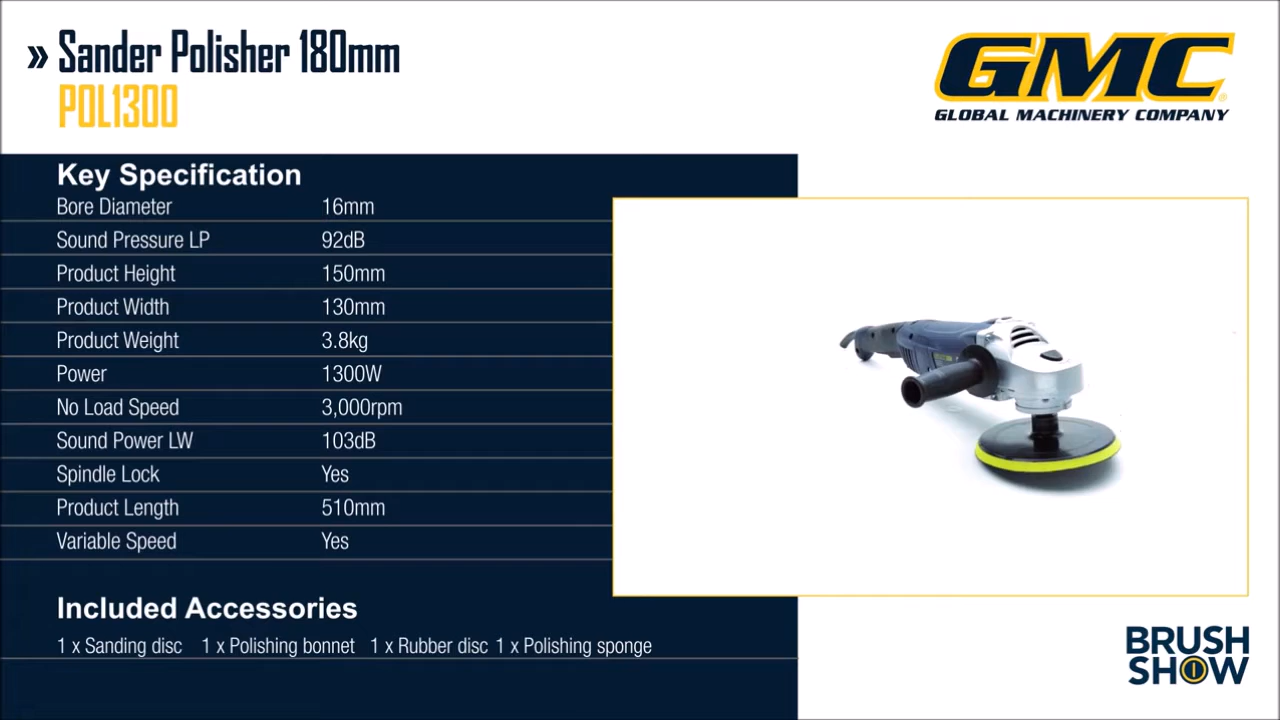 » Sander Polisher 180mm
POL1300
GMC®
GLOBAL MACHINERY COMPANY
Key Specification
Bore Diameter 16mm
Sound Pressure LP 92dB
Product Height 150mm
Product Width 130mm
Product Weight 3.8kg
Power 1300W
No Load Speed 3,000rpm
Sound Power LW 103dB
Spindle Lock Yes
Product Length 510mm
Variable Speed Yes
Included Accessories
1 x Sanding disc 1 x Polishing bonnet 1 x Rubber disc 1 x Polishing sponge
BRUSH
SHOW